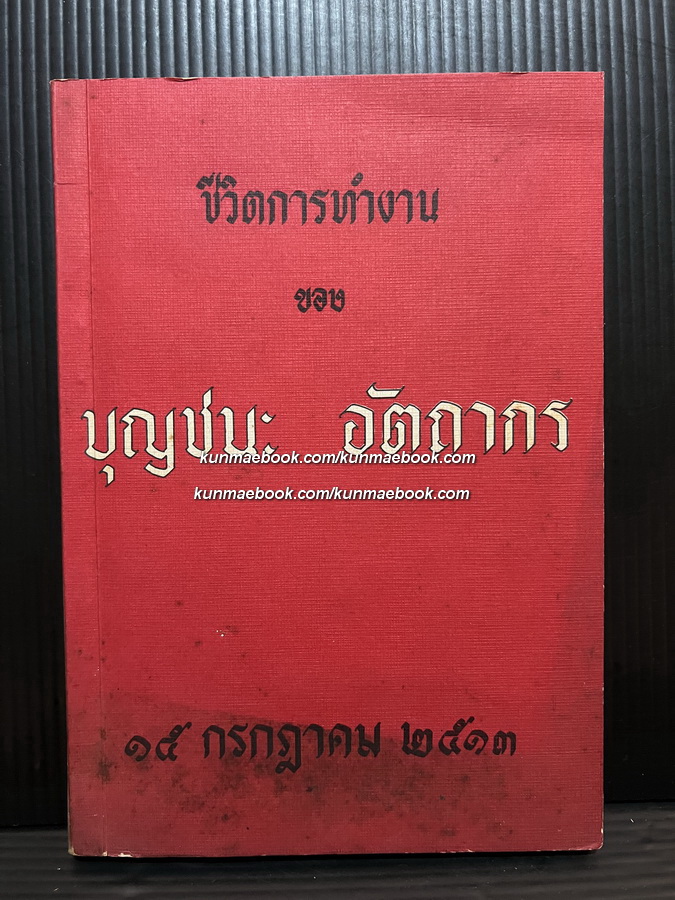 ชีวิตการทำงาน
ของ
บุญชนะ อัตถากร
kunmaebook.com/kunmaebook.com
kunmaebook.com/kunmaebook.com
๑๕ กรกฎาคม ๒๕๑๓